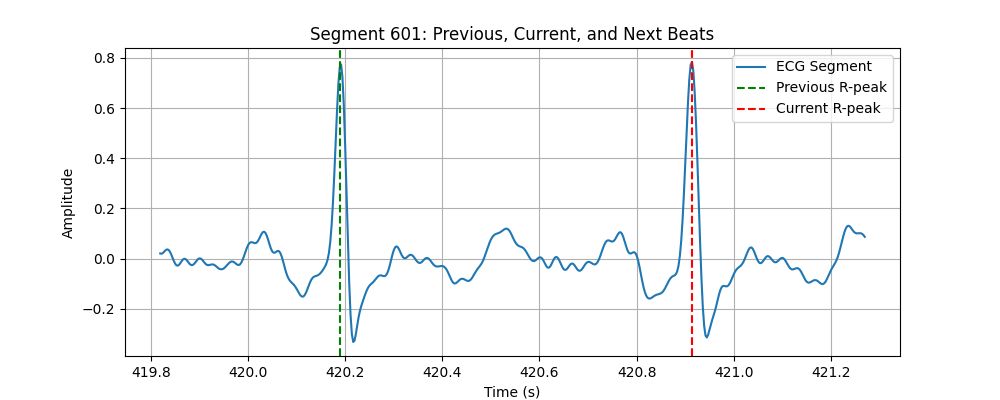 Segment 601: Previous, Current, and Next Beats
ECG Segment
Previous R-peak
Current R-peak
Amplitude
0.8
0.6
0.4
0.2
0.0
−0.2
419.8 420.0 420.2 420.4 420.6 420.8 421.0 421.2
Time (s)